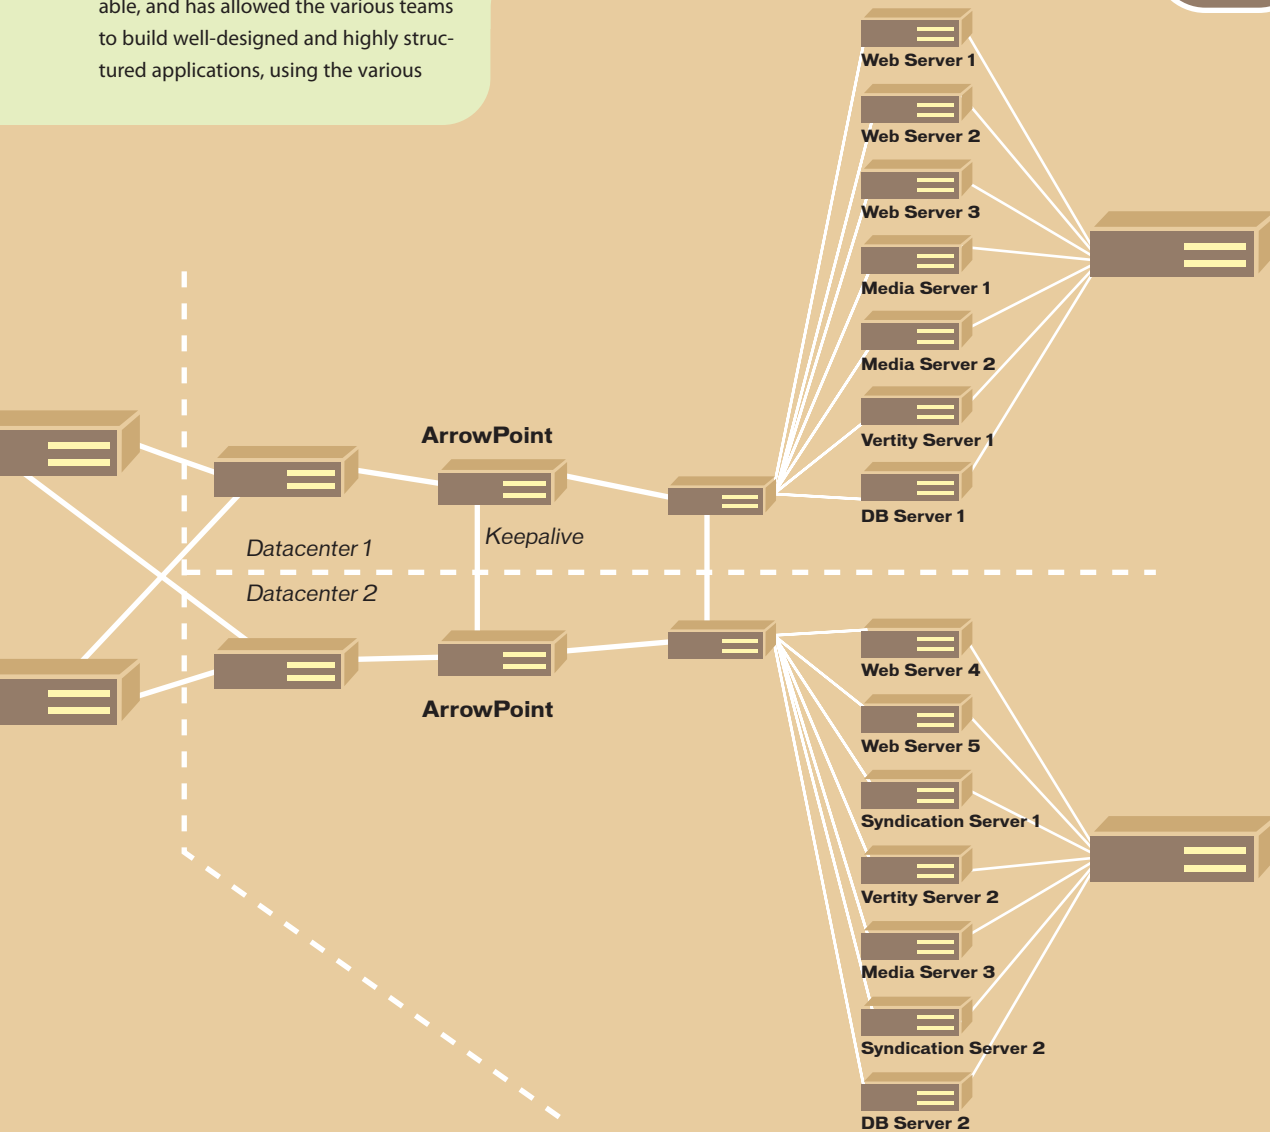 able, and has allowed the various teams
to build well-designed and highly struc-
tured applications, using the various
Web Server 1
Web Server 2
Web Server 3
Media Server 1
Media Server 2
Vertity Server 1
DB Server 1
ArrowPoint
Keepalive
Datacenter 1
Datacenter 2
ArrowPoint
Web Server 4
Web Server 5
Syndication Server 1
Vertity Server 2
Media Server 3
Syndication Server 2
DB Server 2